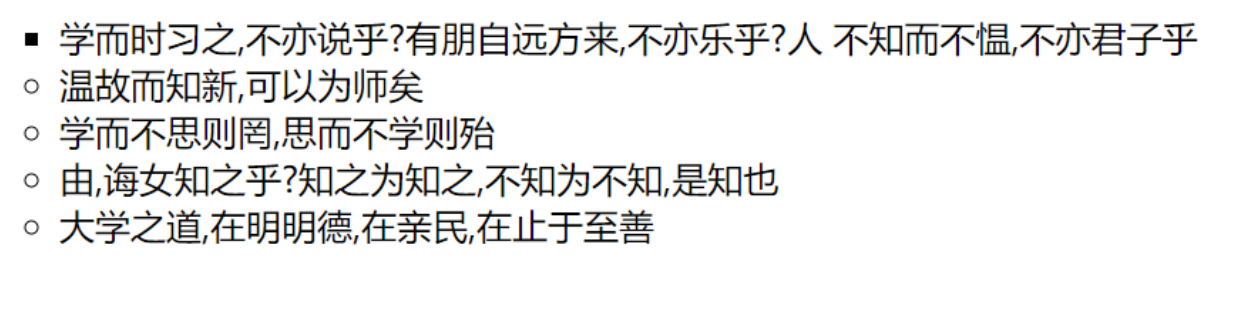 学而时习之,不亦说乎?有朋自远方来,不亦乐乎?人 不知而不愠,不亦君子乎
温故而知新,可以为师矣
学而不思则罔,思而不学则殆
由,诲女知之乎?知之为知之,不知为不知,是知也
大学之道,在明明德,在亲民,在止于至善